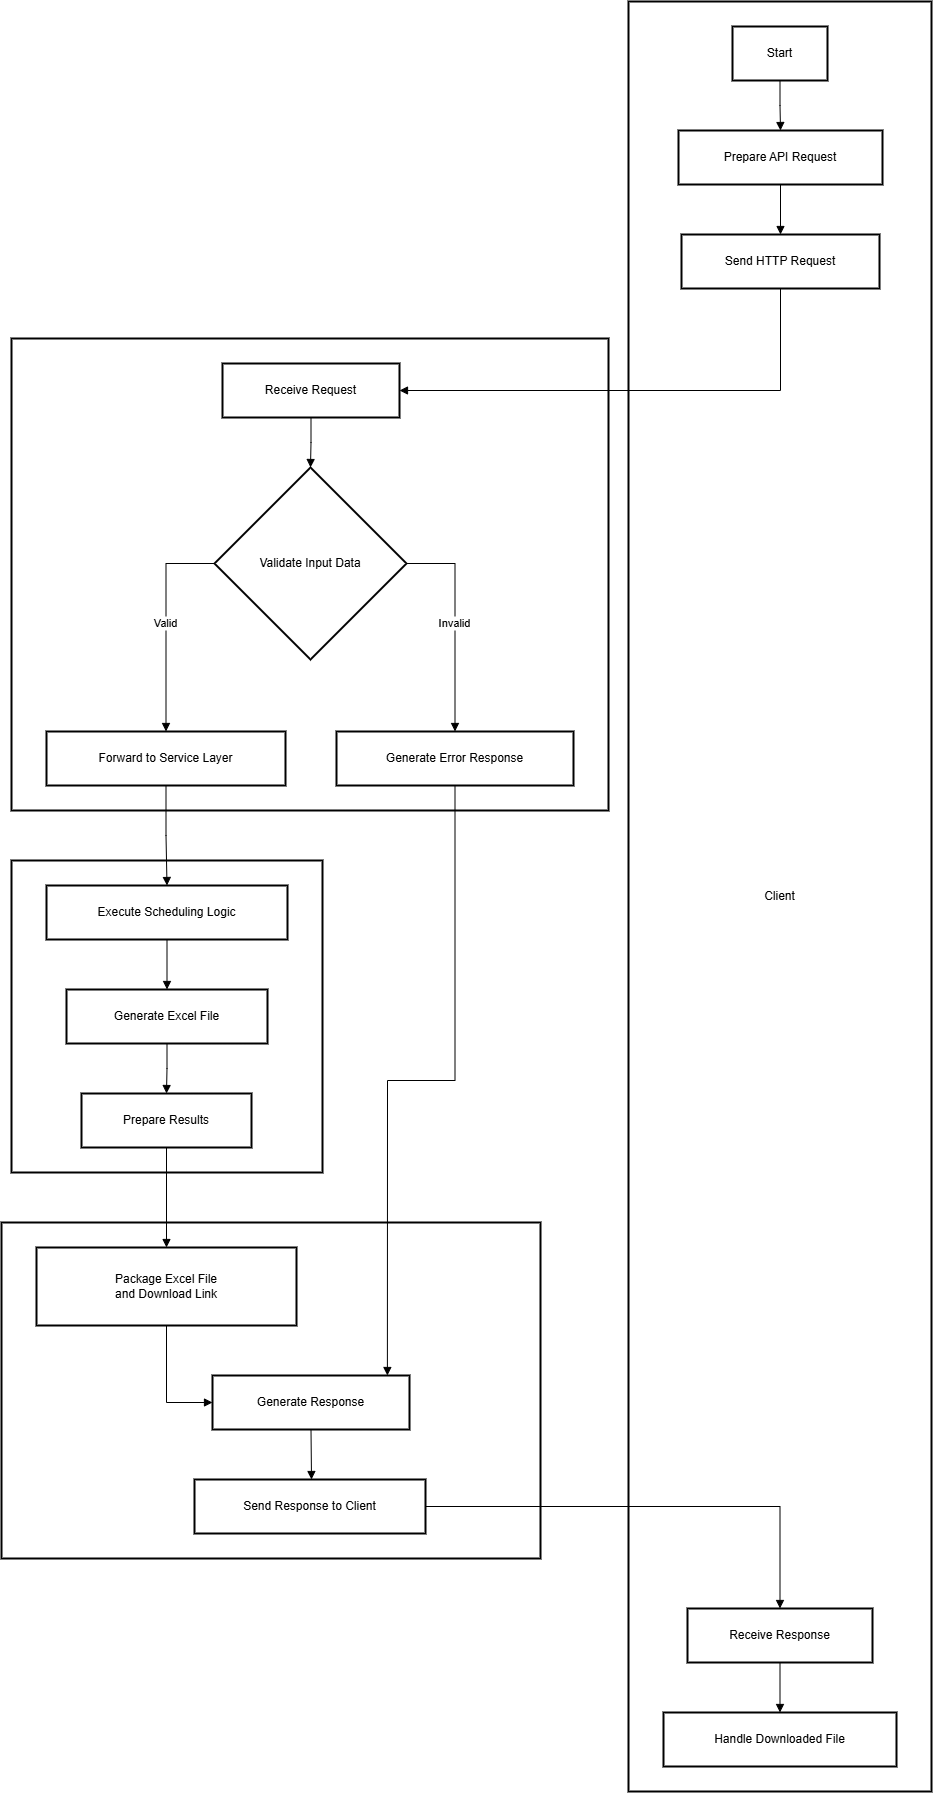 Start
Prepare API Request
Send HTTP Request
Receive Request
Validate Input Data
Valid
Invalid
Forward to Service Layer
Generate Error Response
Client
Execute Scheduling Logic
Generate Excel File
Prepare Results
Package Excel File
and Download Link
Generate Response
Send Response to Client
Receive Response
Handle Downloaded File